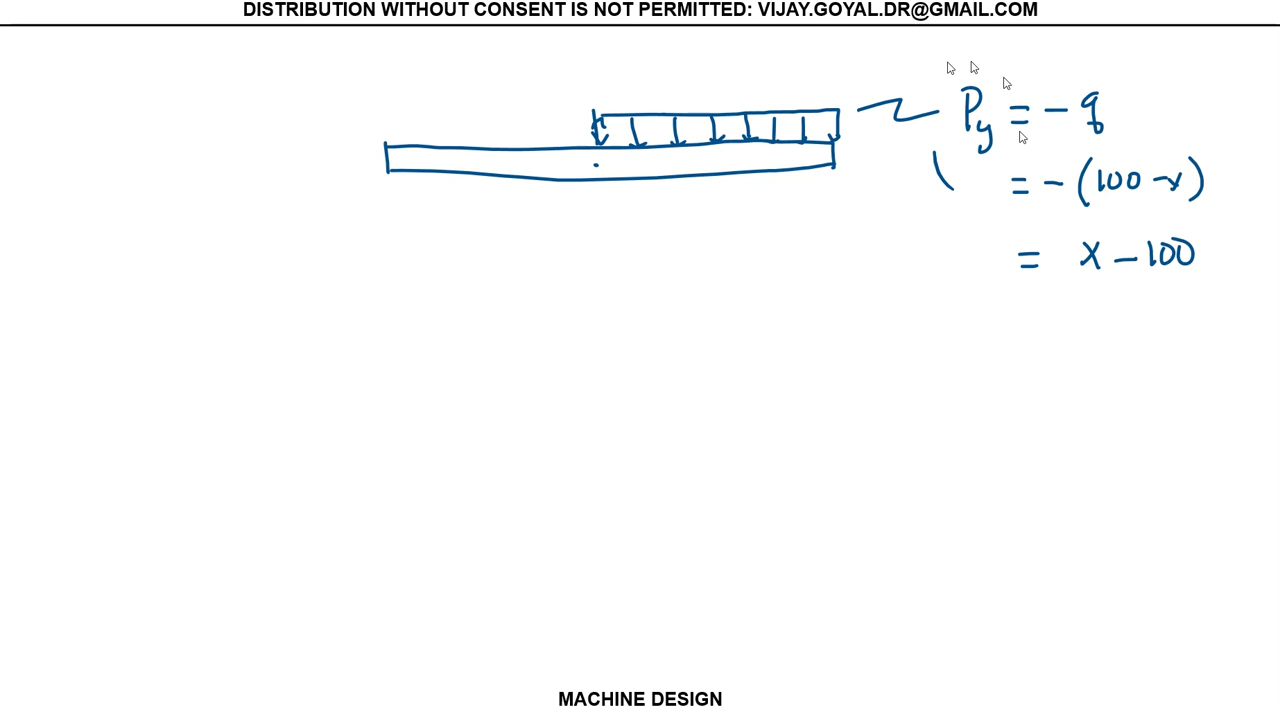 DISTRIBUTION WITHOUT CONSENT IS NOT PERMITTED: VIJAY.GOYAL.DR@GMAIL.COM
Py = - q
= - (100 - x)
= x - 100
MACHINE DESIGN